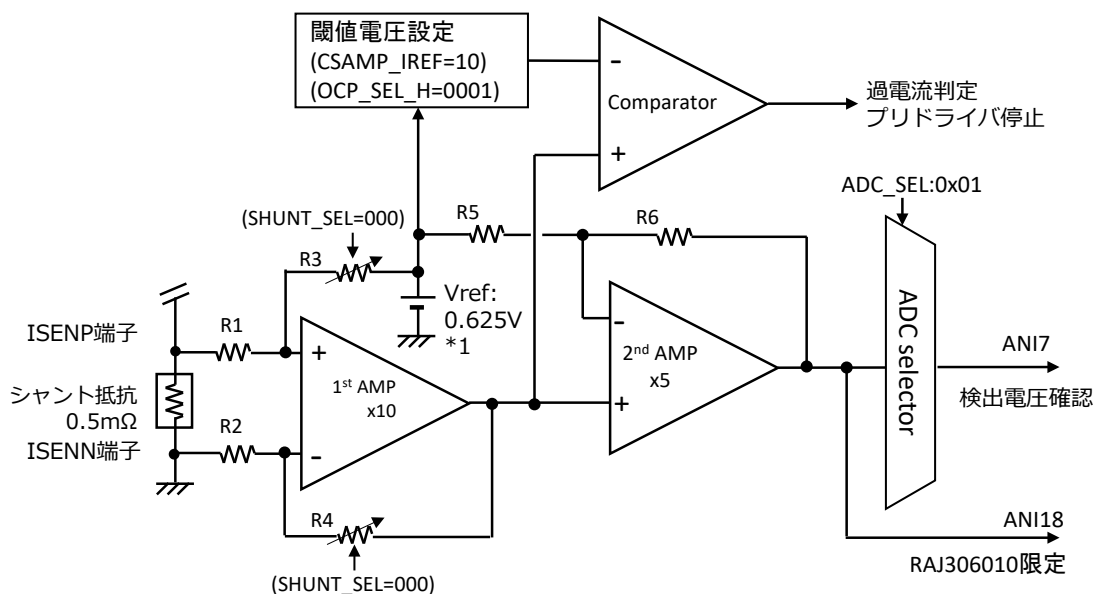 閾値電圧設定
(CSAMP_IREF=10)
(OCP_SEL_H=0001)
-
Comparator
+
過電流判定
プリドライバ停止
ADC_SEL:0x01
(SHUNT_SEL=000)
R3
R5
R6
Vref:
0.625V
*1
ISENP端子
R1
+
1st AMP
x10
-
シャント抵抗
0.5mΩ
R2
ISENN端子
R4
(SHUNT_SEL=000)
-
2nd AMP
x5
+
ADC selector
ANI7
検出電圧確認
ANI18
RAJ306010限定